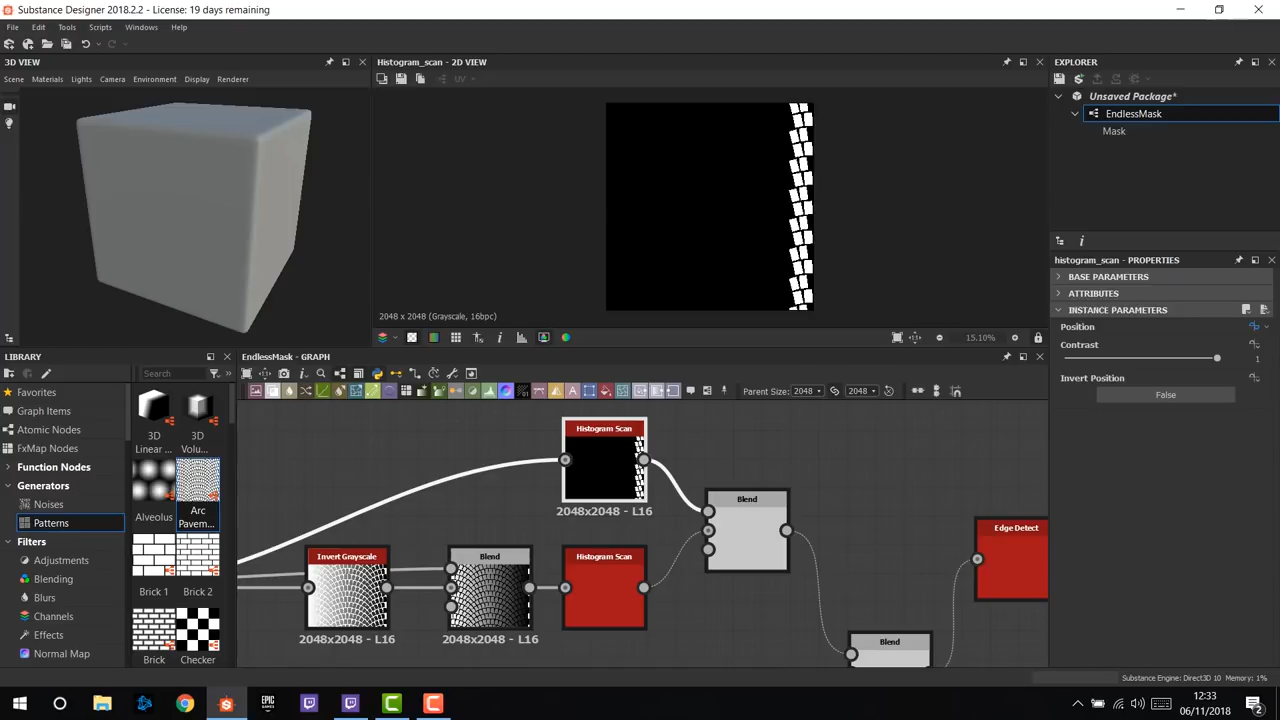 Substance Designer 2018.2.2 - License: 19 days remaining
File Edit Tools Scripts Windows Help
3D VIEW
Scene Materials Lights Camera Environment Display Renderer
Histogram_scan - 2D VIEW
UV
2048 x 2048 (Grayscale, 16bpc)
15.10%
EXPLORER
Unsaved Package*
EndlessMask
Mask
histogram_scan - PROPERTIES
BASE PARAMETERS
ATTRIBUTES
INSTANCE PARAMETERS
Position
Contrast
1
Invert Position
False
LIBRARY
Search
Favorites
Graph Items
Atomic Nodes
FxMap Nodes
Function Nodes
Generators
Noises
Patterns
Filters
Adjustments
Blending
Blurs
Channels
Effects
Normal Map
3D Linear ...
3D Volu...
Alveolus
Arc Pavem...
Brick 1
Brick 2
Brick
Checker
EndlessMask - GRAPH
Parent Size: 2048 2048
Histogram Scan
2048x2048 - L16
Blend
Edge Detect
Invert Grayscale
2048x2048 - L16
Blend
2048x2048 - L16
Histogram Scan
Blend
Substance Engine: Direct3D 10 Memory: 1%
EPIC GAMES
12:33
06/11/2018
2